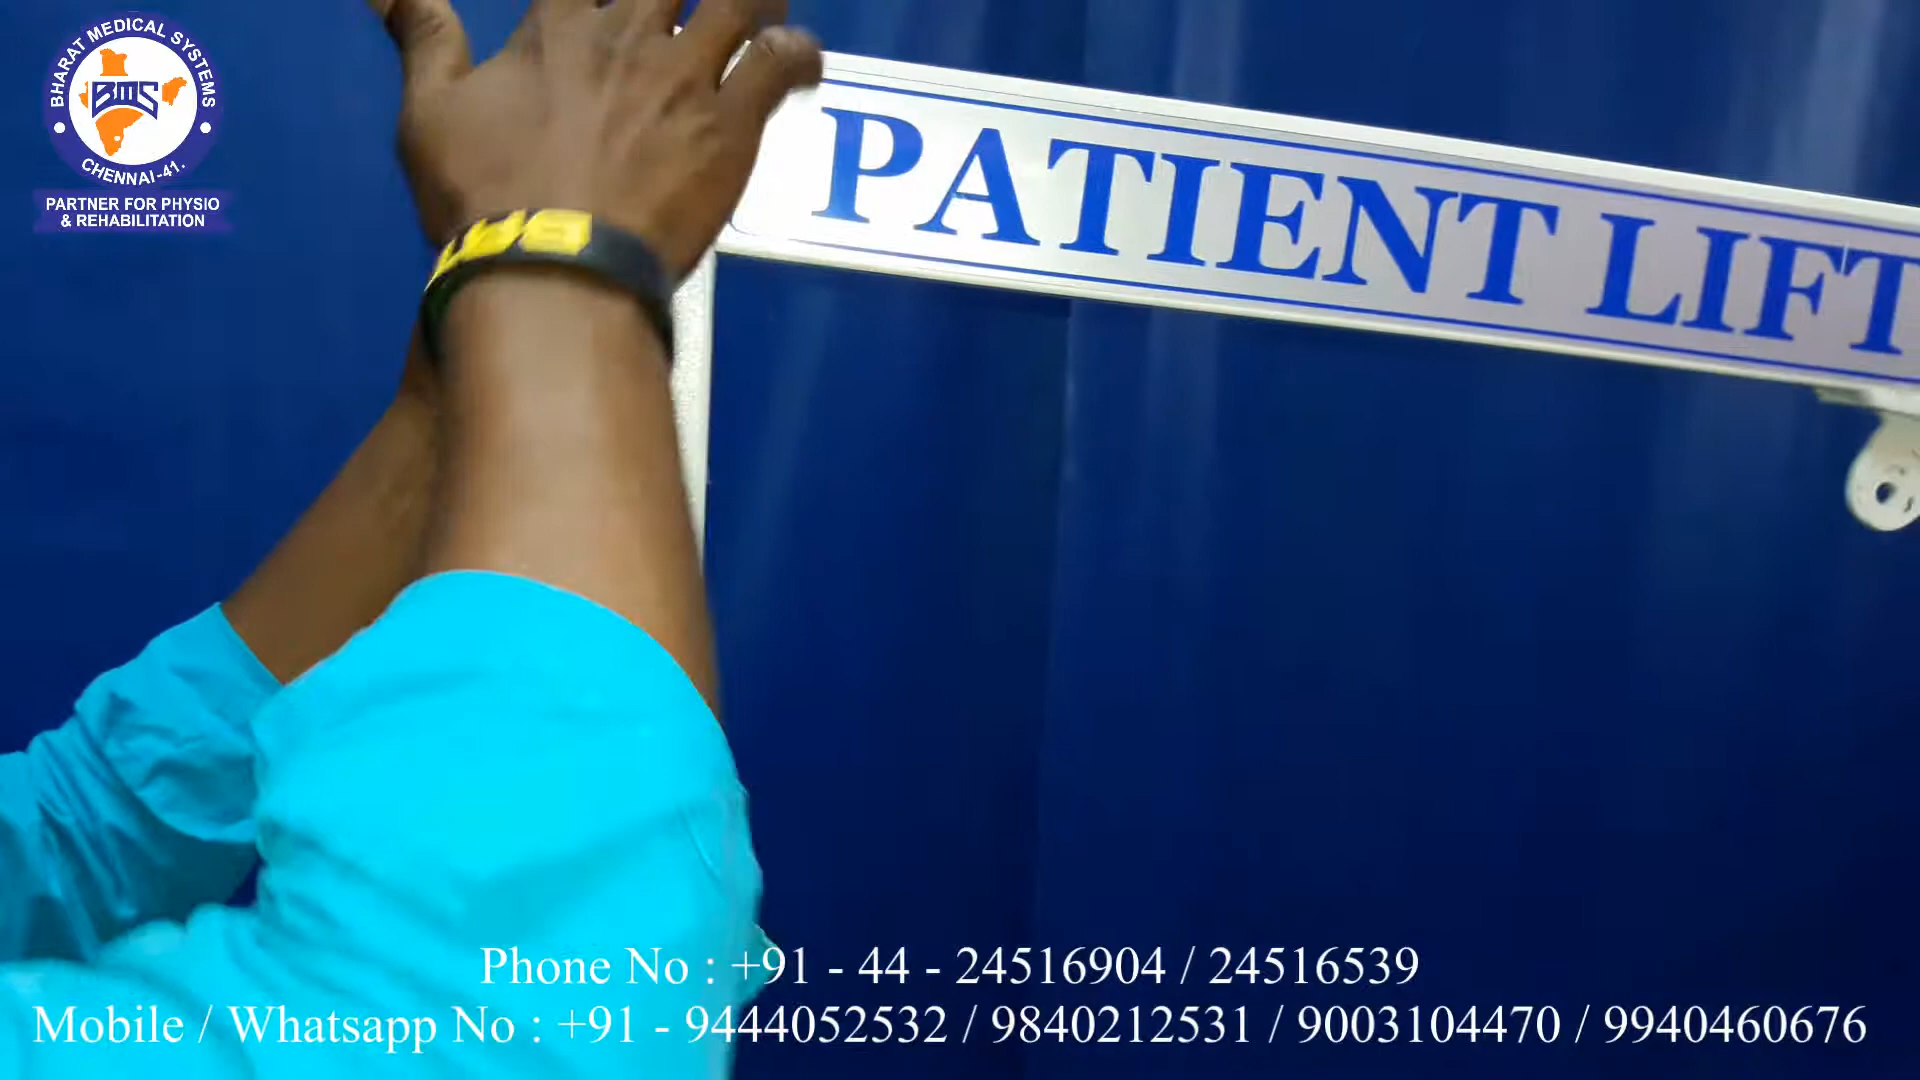 BHARAT MEDICAL SYSTEMS
BMS
CHENNAI-41.
PARTNER FOR PHYSIO
& REHABILITATION
PATIENT LIFT
Phone No : +91 - 44 - 24516904 / 24516539
Mobile / Whatsapp No : +91 - 9444052532 / 9840212531 / 9003104470 / 9940460676